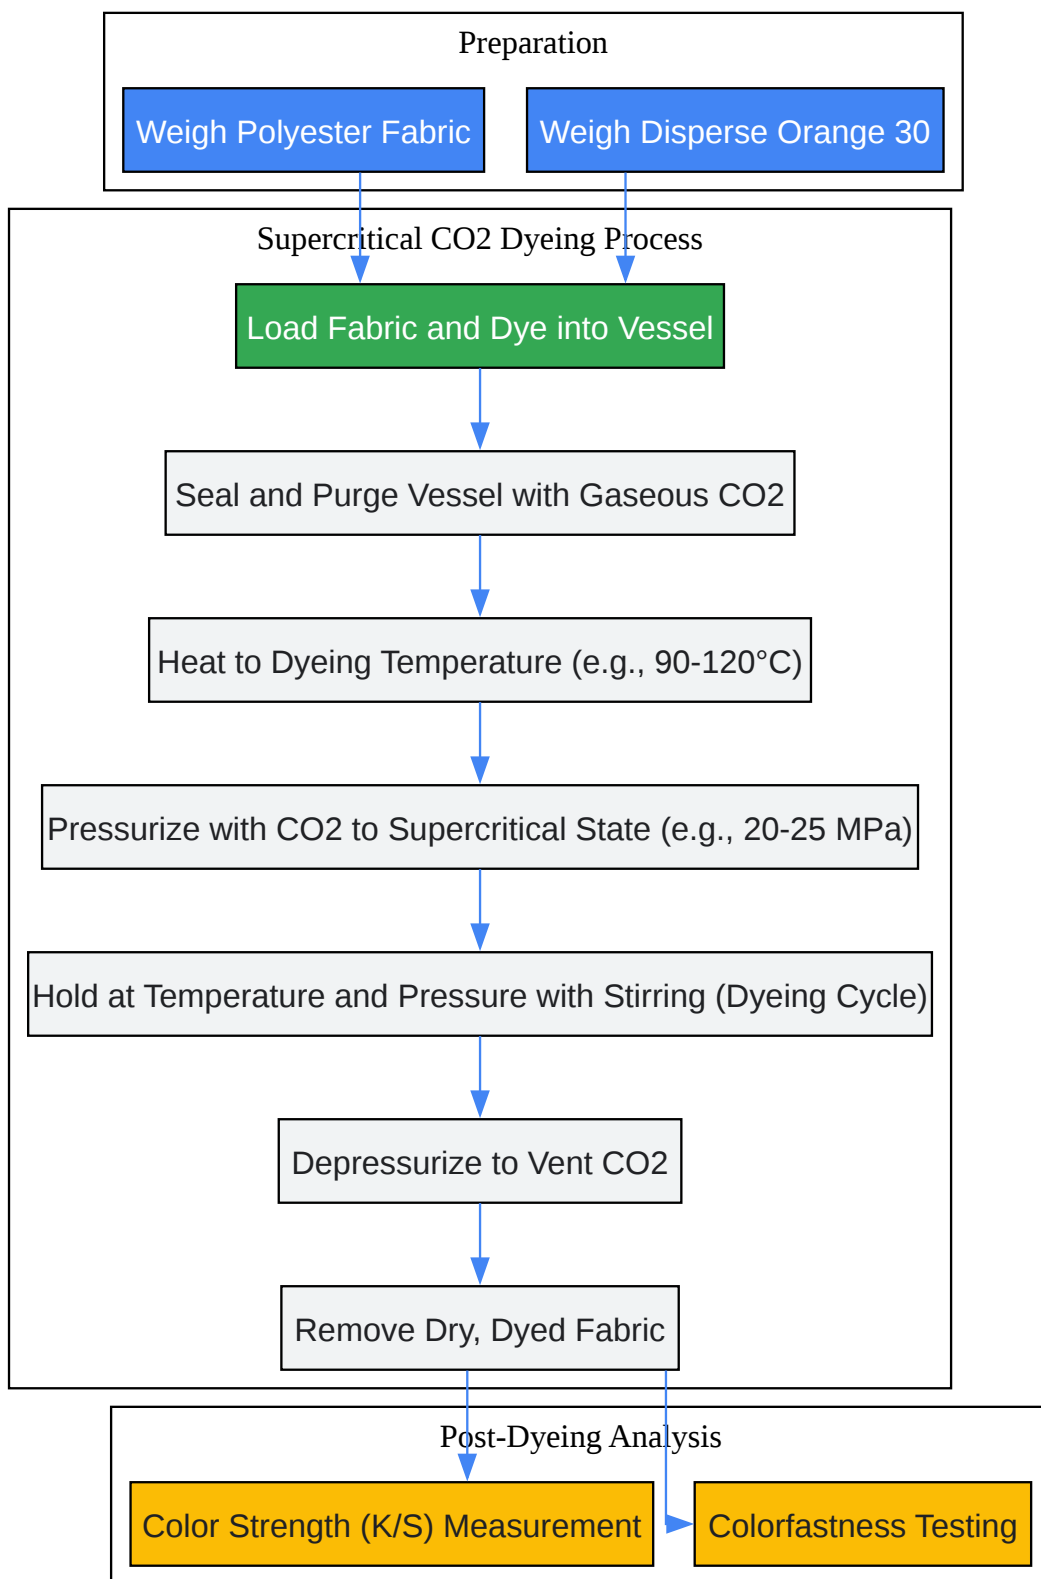 Preparation
Weigh Polyester Fabric
Weigh Disperse Orange 30
Supercritical CO2 Dyeing Process
Load Fabric and Dye into Vessel
Seal and Purge Vessel with Gaseous CO2
Heat to Dyeing Temperature (e.g., 90-120°C)
Pressurize with CO2 to Supercritical State (e.g., 20-25 MPa)
Hold at Temperature and Pressure with Stirring (Dyeing Cycle)
Depressurize to Vent CO2
Remove Dry, Dyed Fabric
Post-Dyeing Analysis
Color Strength (K/S) Measurement
Colorfastness Testing